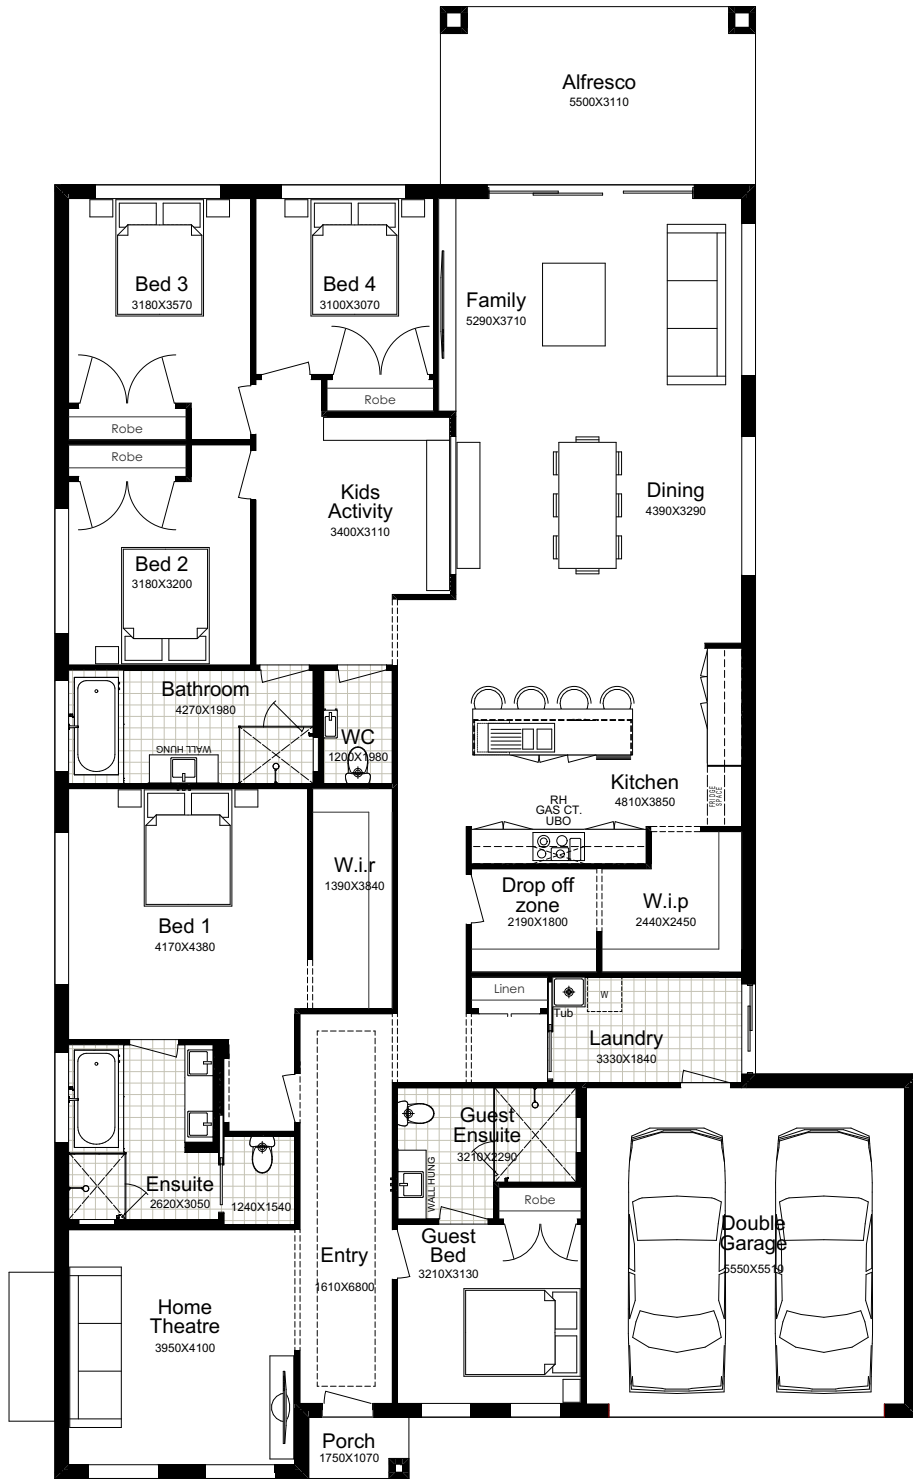 Alfresco
5500X3110
Bed 3
3180X3570
Bed 4
3100X3070
Family
5290X3710
Robe
Robe
Robe
Kids
Activity
3400X3110
Dining
4390X3290
Bed 2
3180X3200
Bathroom
4270X1980
WALL HUNG
WC
1200X1980
Kitchen
4810X3850
FRIDGE
SPACE
RH
GAS CT.
UBO
W.i.r
1390X3840
Bed 1
4170X4380
Drop off
zone
2190X1800
W.i.p
2440X2450
Linen
Tub
W
Laundry
3330X1840
Guest
Ensuite
3210X2290
WALL HUNG
Ensuite
2620X3050
1240X1540
Robe
Guest
Bed
3210X3130
Entry
1610X6800
Double
Garage
5550X5519
Home
Theatre
3950X4100
Porch
1750X1070